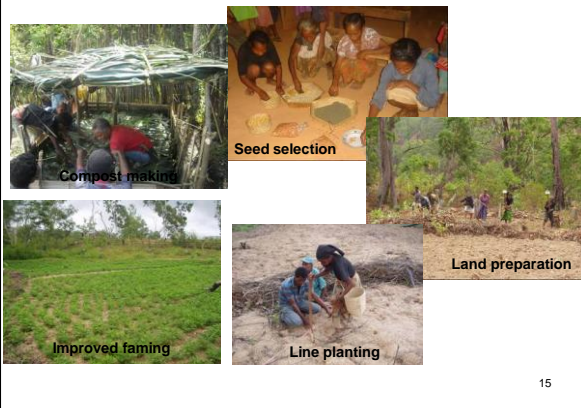 Compost making
Seed selection
Land preparation
Improved faming
Line planting
15